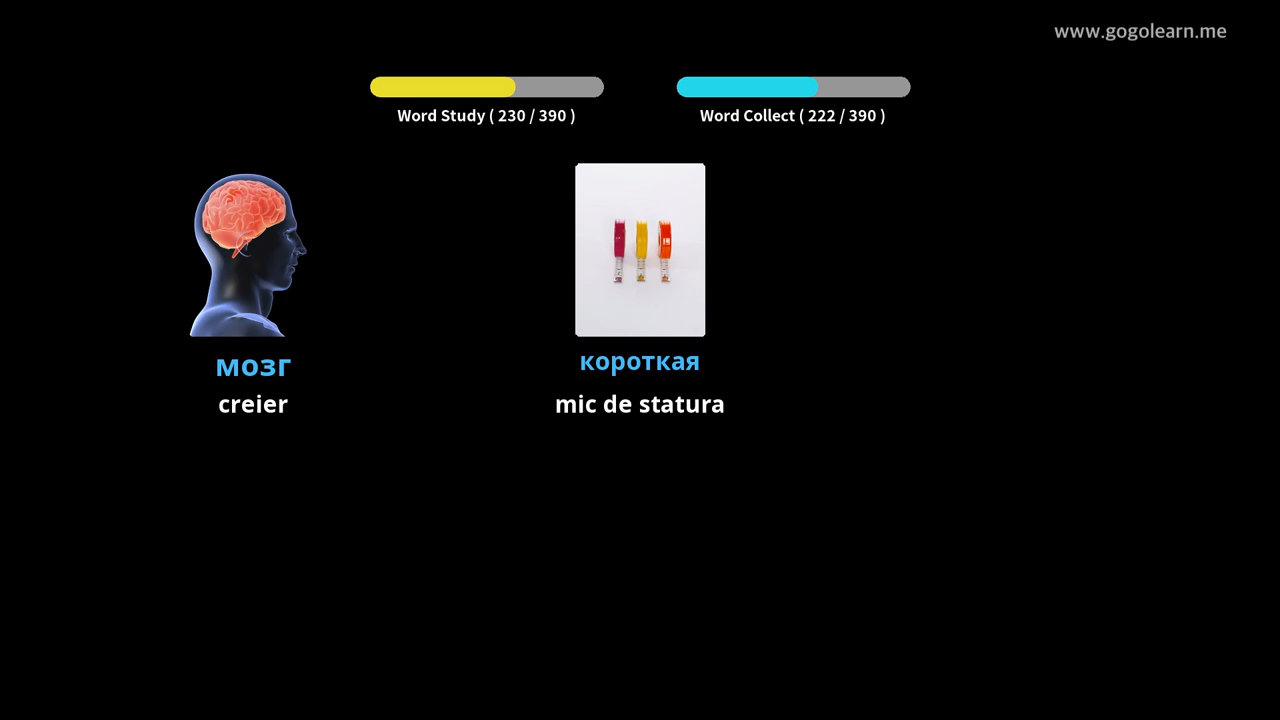 www.gogolearn.me
Word Study ( 230 / 390 )
Word Collect ( 222 / 390 )
мозг
creier
короткая
mic de statura